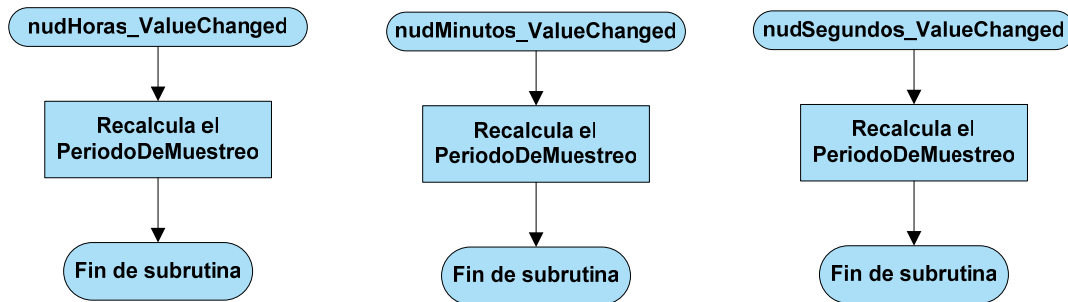 nudHoras_ValueChanged
Recalcula el
PeriodoDeMuestreo
Fin de subrutina
nudMinutos_ValueChanged
Recalcula el
PeriodoDeMuestreo
Fin de subrutina
nudSegundos_ValueChanged
Recalcula el
PeriodoDeMuestreo
Fin de subrutina